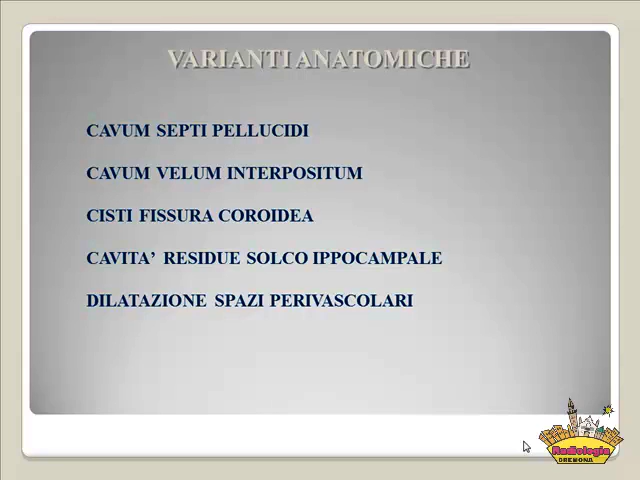 VARIANTI ANATOMICHE
CAVUM SEPTI PELLUCIDI
CAVUM VELUM INTERPOSITUM
CISTI FISSURA COROIDEA
CAVITA’ RESIDUE SOLCO IPPOCAMPALE
DILATAZIONE SPAZI PERIVASCOLARI
Radiologia
CREMONA